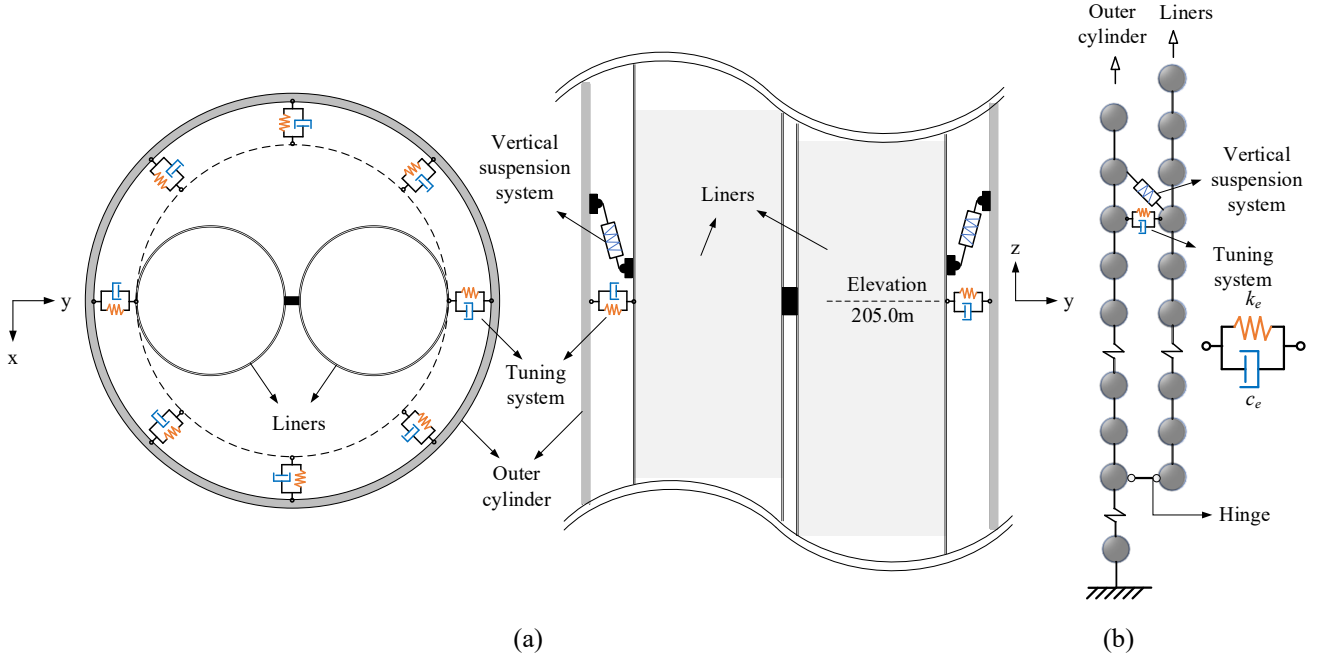 y
x
Liners
Tuning
system
Outer
cylinder
Vertical
suspension
system
Liners
Elevation
205.0m
z
y
(a)
Outer
cylinder
Liners
Vertical
suspension
system
Tuning
system
k_e
c_e
Hinge
(b)